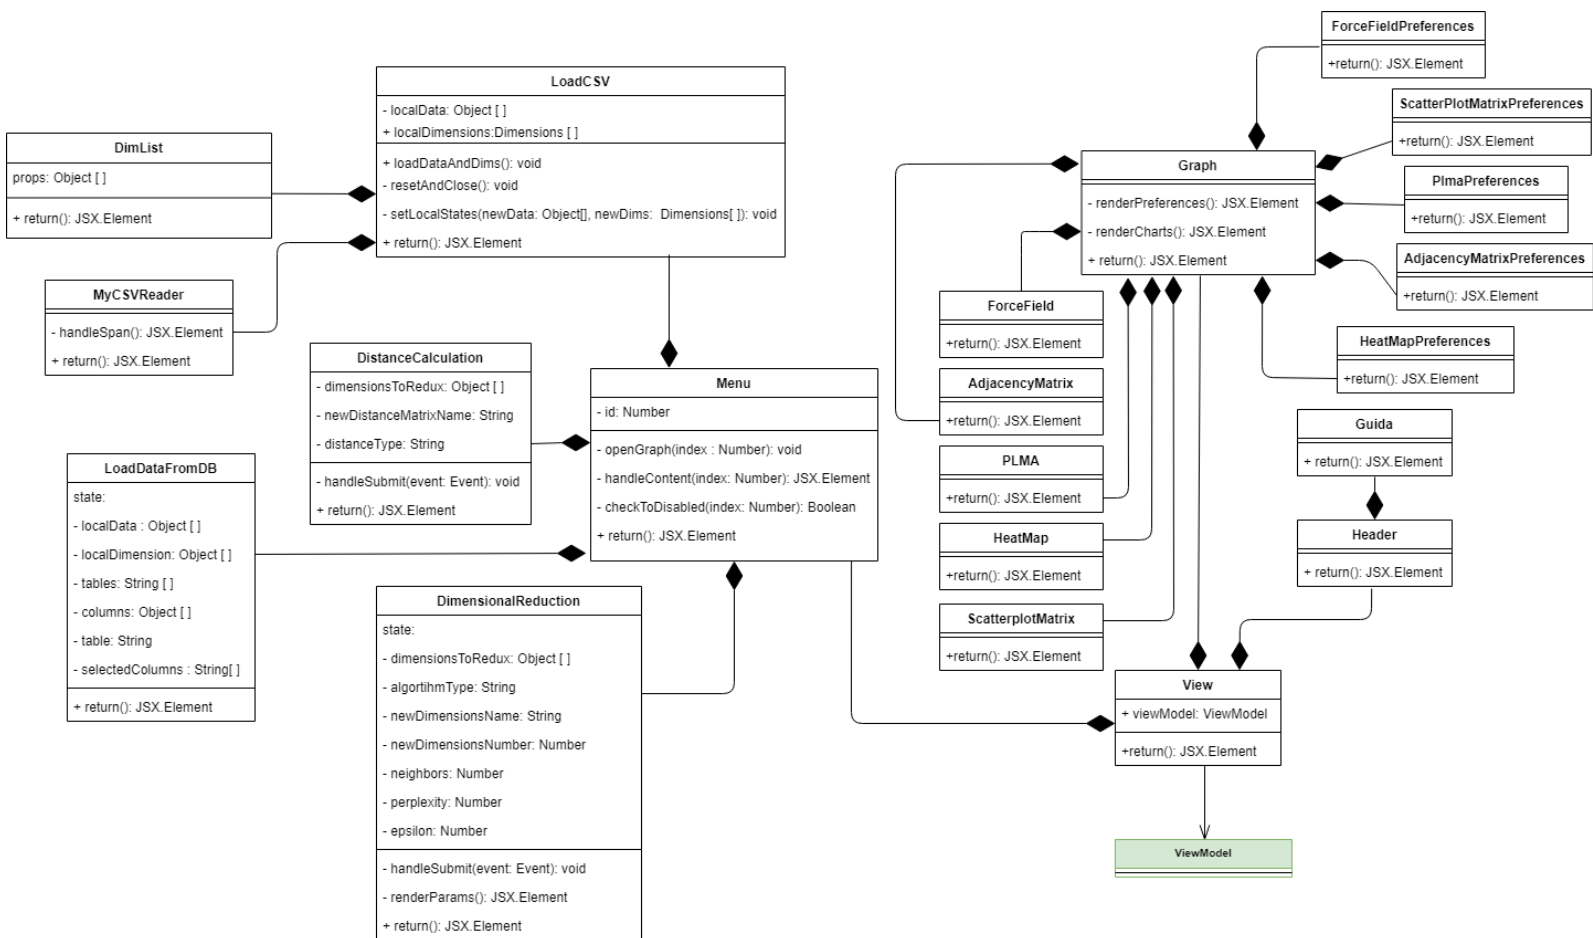 ForceFieldPreferences
+return(): JSX.Element
LoadCSV
- localData: Object [ ]
+ localDimensions:Dimensions [ ]
+ loadDataAndDims(): void
- resetAndClose(): void
- setLocalStates(newData: Object[], newDims:  Dimensions[ ]): void
+ return(): JSX.Element
ScatterPlotMatrixPreferences
+return(): JSX.Element
DimList
props: Object [ ]
+ return(): JSX.Element
Graph
- renderPreferences(): JSX.Element
- renderCharts(): JSX.Element
+ return(): JSX.Element
PlmaPreferences
+return(): JSX.Element
AdjacencyMatrixPreferences
+return(): JSX.Element
MyCSVReader
- handleSpan(): JSX.Element
+ return(): JSX.Element
ForceField
+return(): JSX.Element
HeatMapPreferences
+return(): JSX.Element
DistanceCalculation
- dimensionsToRedux: Object [ ]
- newDistanceMatrixName: String
- distanceType: String
- handleSubmit(event: Event): void
+ return(): JSX.Element
Menu
- id: Number
- openGraph(index : Number): void
- handleContent(index: Number): JSX.Element
- checkToDisabled(index: Number): Boolean
+ return(): JSX.Element
AdjacencyMatrix
+return(): JSX.Element
Guida
+ return(): JSX.Element
PLMA
+return(): JSX.Element
LoadDataFromDB
state:
- localData : Object [ ]
- localDimension: Object [ ]
- tables: String [ ]
- columns: Object [ ]
- table: String
- selectedColumns : String[ ]
+ return(): JSX.Element
HeatMap
+return(): JSX.Element
Header
+ return(): JSX.Element
DimensionalReduction
state:
- dimensionsToRedux: Object [ ]
- algortihmType: String
- newDimensionsName: String
- newDimensionsNumber: Number
- neighbors: Number
- perplexity: Number
- epsilon: Number
- handleSubmit(event: Event): void
- renderParams(): JSX.Element
+ return(): JSX.Element
ScatterplotMatrix
+return(): JSX.Element
View
+ viewModel: ViewModel
+return(): JSX.Element
ViewModel